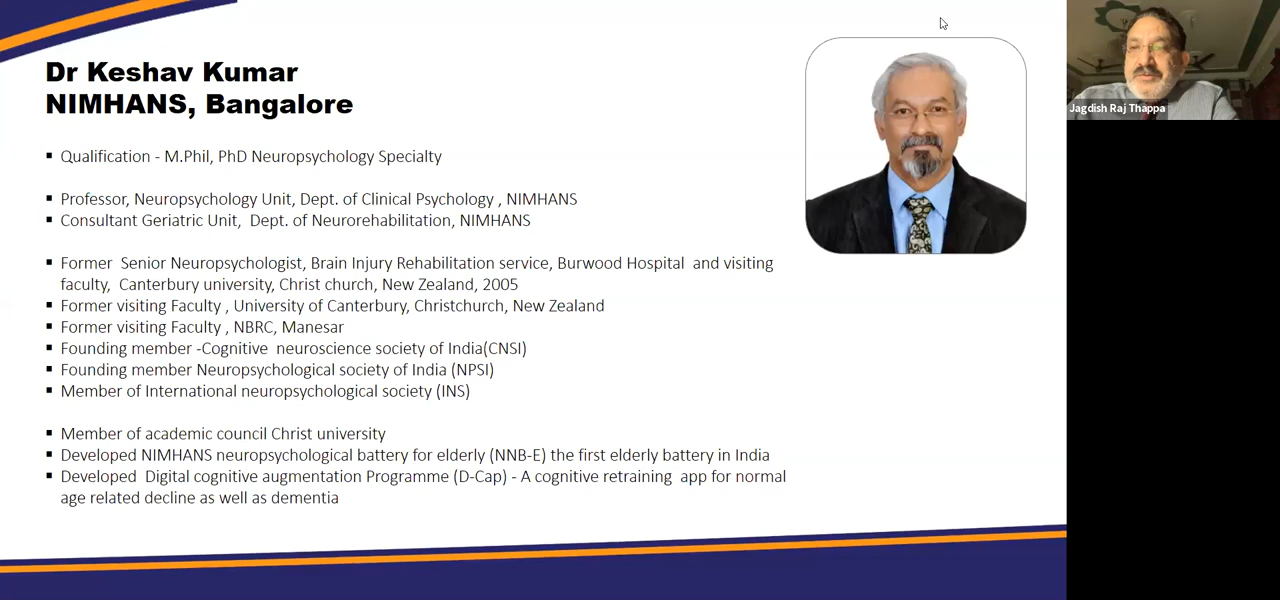 Dr Keshav Kumar
NIMHANS, Bangalore
▪ Qualification - M.Phil, PhD Neuropsychology Specialty
▪ Professor, Neuropsychology Unit, Dept. of Clinical Psychology , NIMHANS
▪ Consultant Geriatric Unit, Dept. of Neurorehabilitation, NIMHANS
▪ Former Senior Neuropsychologist, Brain Injury Rehabilitation service, Burwood Hospital and visiting
faculty, Canterbury university, Christ church, New Zealand, 2005
▪ Former visiting Faculty , University of Canterbury, Christchurch, New Zealand
▪ Former visiting Faculty , NBRC, Manesar
▪ Founding member -Cognitive neuroscience society of India(CNSI)
▪ Founding member Neuropsychological society of India (NPSI)
▪ Member of International neuropsychological society (INS)
▪ Member of academic council Christ university
▪ Developed NIMHANS neuropsychological battery for elderly (NNB-E) the first elderly battery in India
▪ Developed Digital cognitive augmentation Programme (D-Cap) - A cognitive retraining app for normal
age related decline as well as dementia
Jagdish Raj Thappa